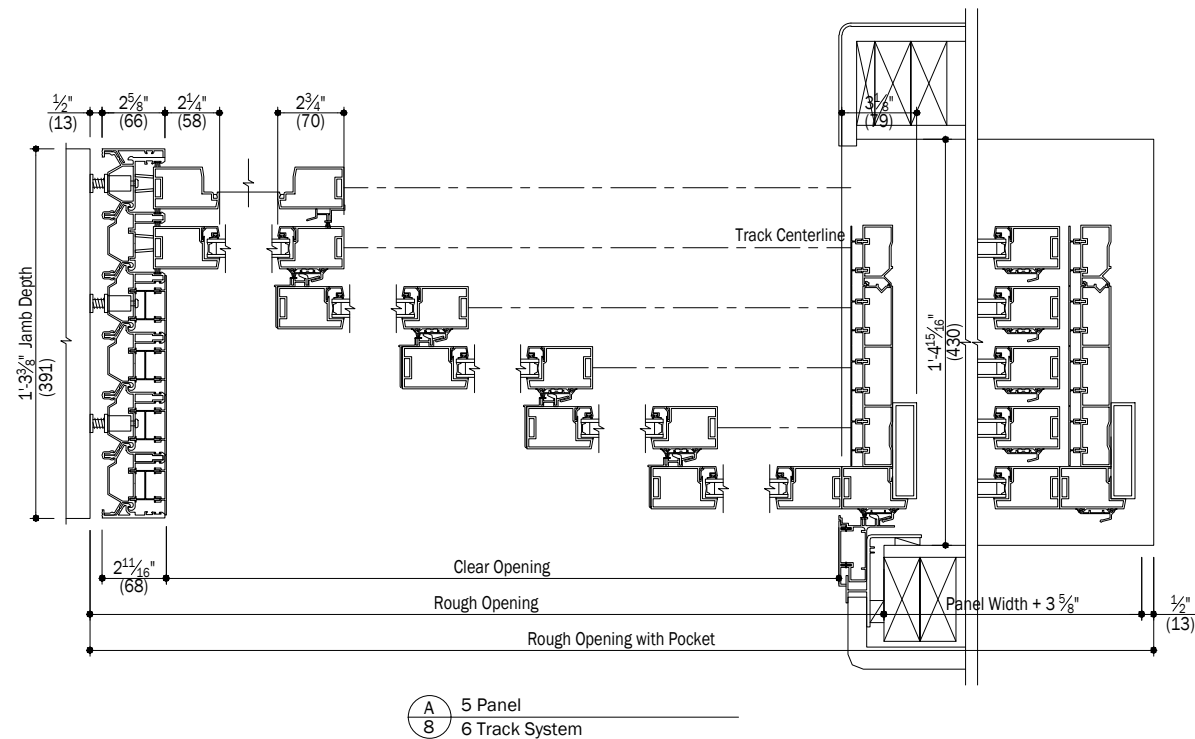 ½" 2⅝" 2¼" 2¾" 3⅛"
(13) (66) (58) (70) (79)
Track Centerline
1'-3⅜" Jamb Depth
(391)
1'-4¹⁵⁄₁₆"
(430)
2¹¹⁄₁₆"
(68)
Clear Opening
Rough Opening
Panel Width + 3 ⅝"
½"
(13)
Rough Opening with Pocket
A 5 Panel
8 6 Track System